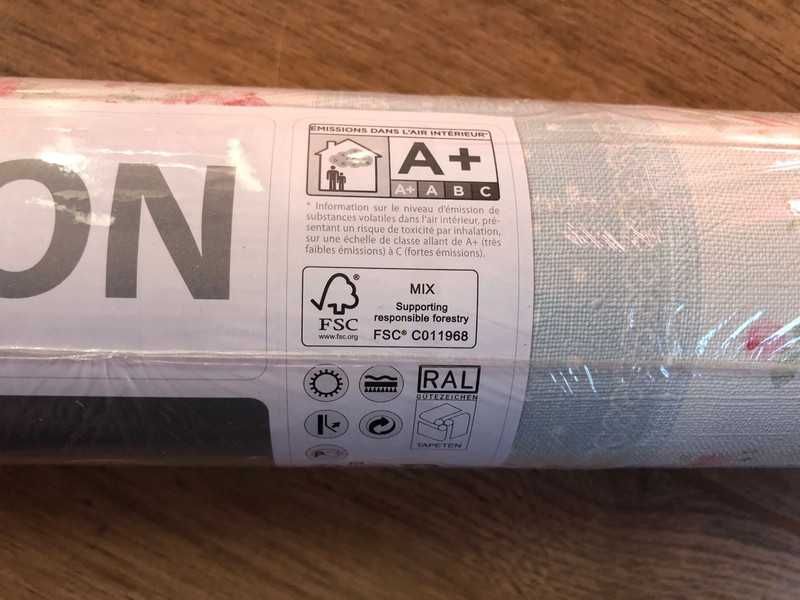 ON
ÉMISSIONS DANS L'AIR INTÉRIEUR*
A+
A+ A B C
* Information sur le niveau d'émission de
substances volatiles dans l'air intérieur, pré-
sentant un risque de toxicité par inhalation,
sur une échelle de classe allant de A+ (très
faibles émissions) à C (fortes émissions).
FSC
www.fsc.org
MIX
Supporting
responsible forestry
FSC® C011968
RAL
GÜTEZEICHEN
TAPETEN